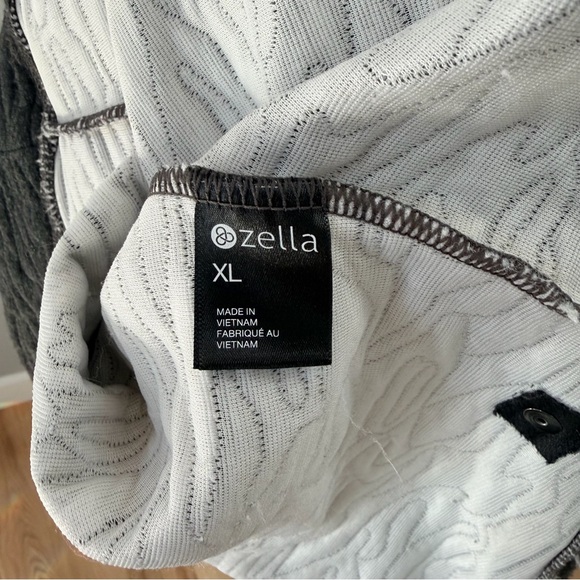 zella
XL
MADE IN
VIETNAM
FABRIQUÉ AU
VIETNAM